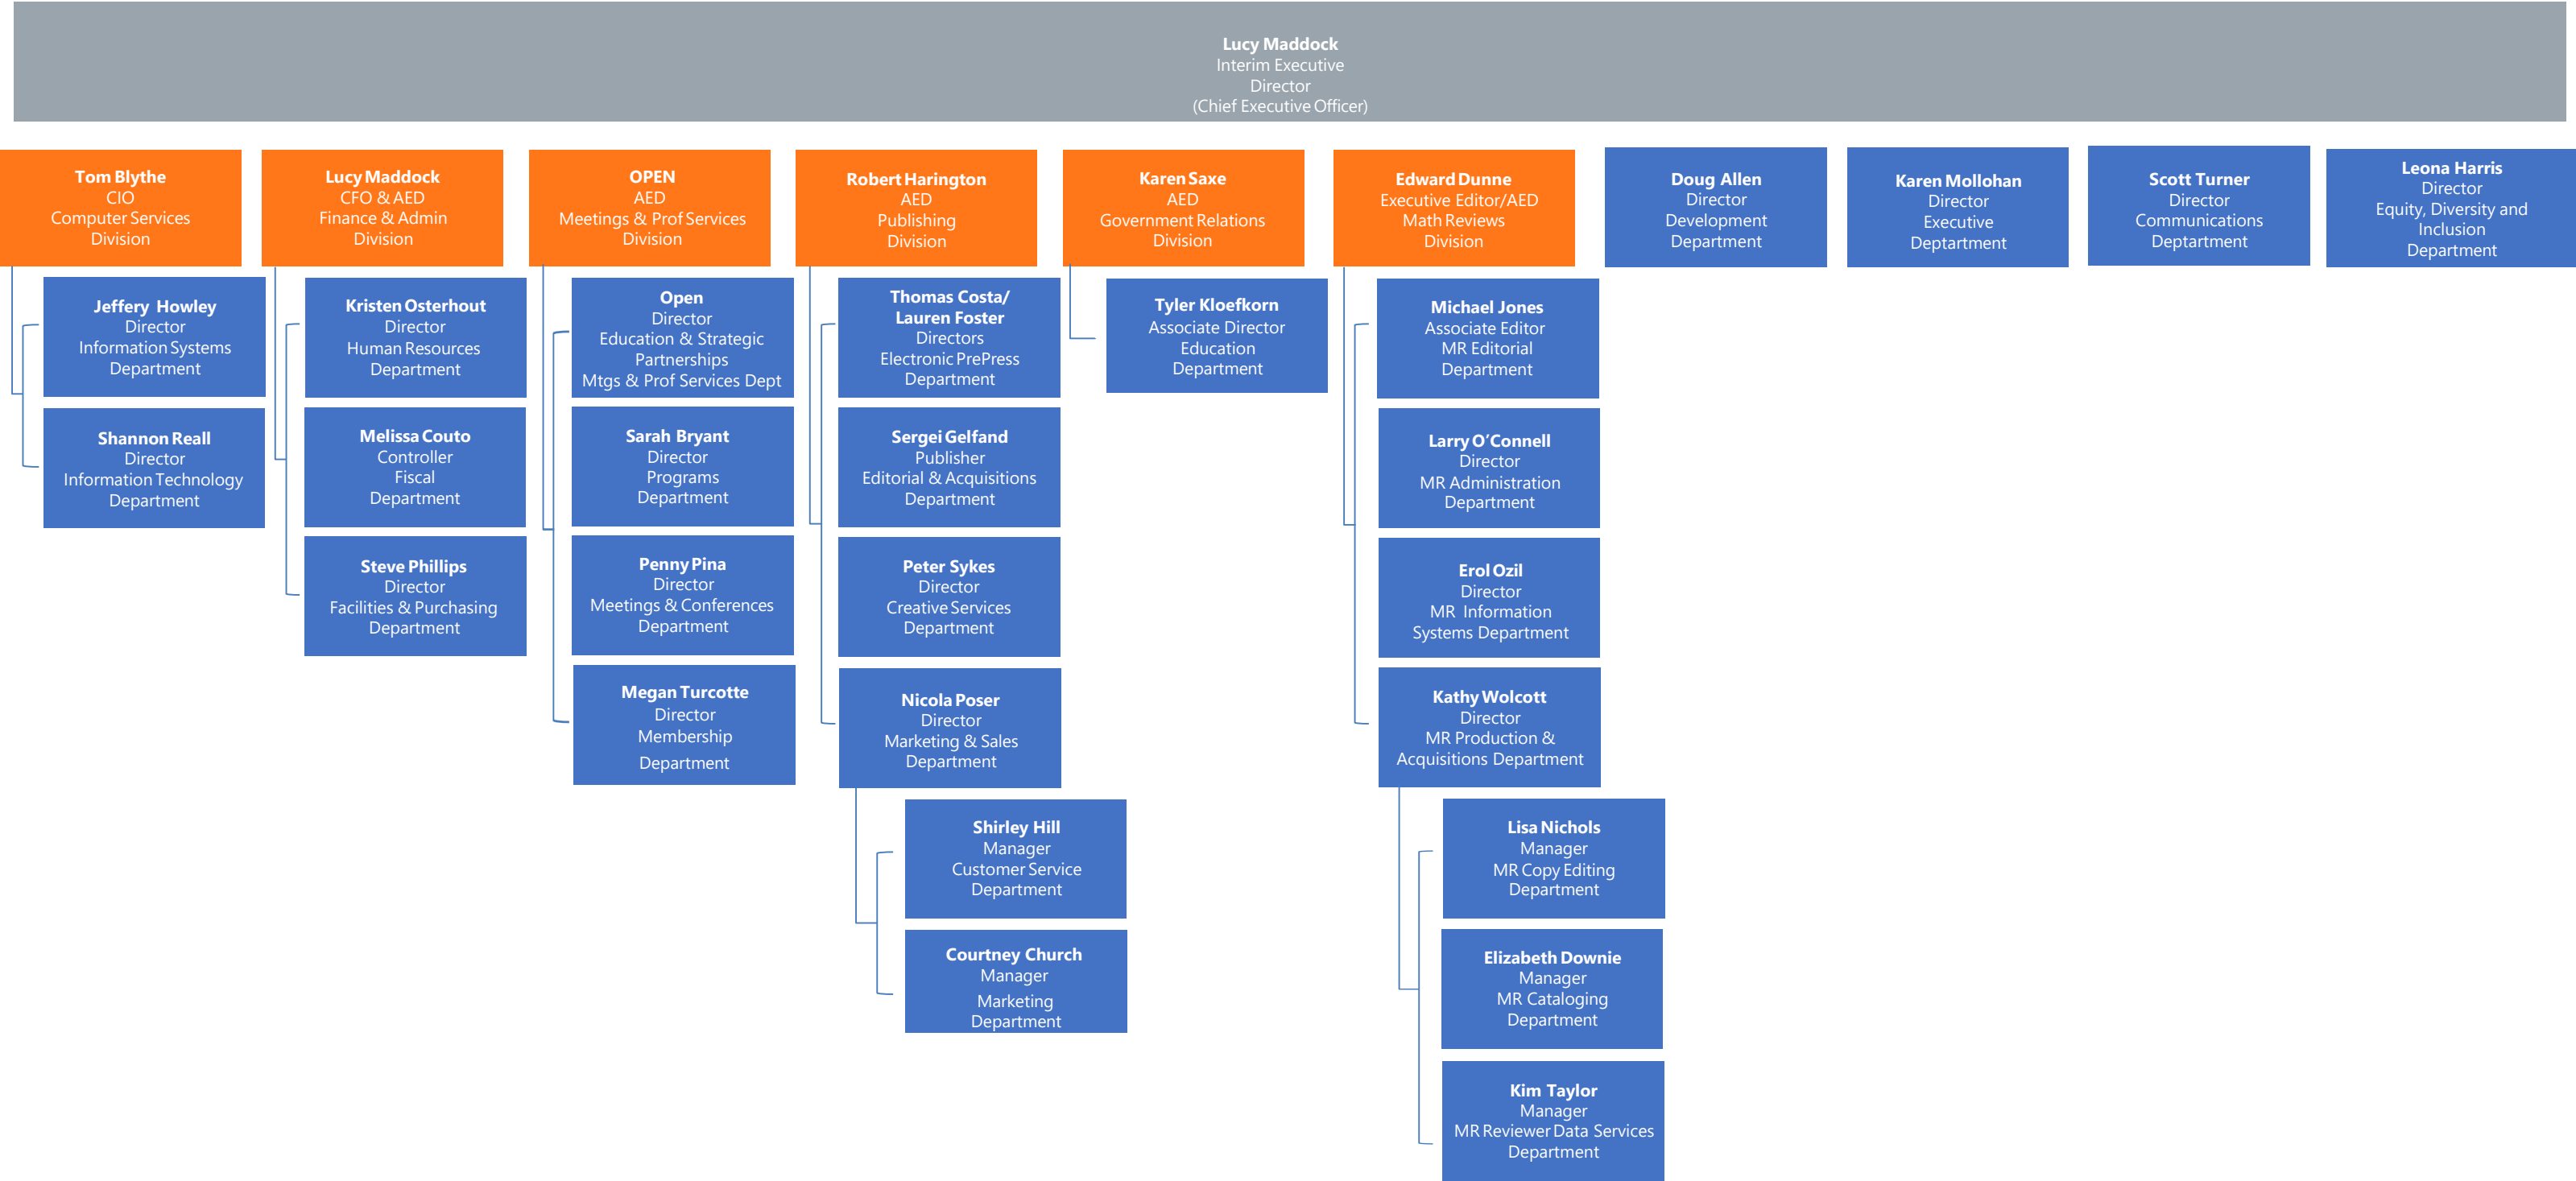 Lucy Maddock
Interim Executive
Director
(Chief Executive Officer)
Tom Blythe
CIO
Computer Services
Division
Lucy Maddock
CFO & AED
Finance & Admin
Division
OPEN
AED
Meetings & Prof Services
Division
Robert Harington
AED
Publishing
Division
Karen Saxe
AED
Government Relations
Division
Edward Dunne
Executive Editor/AED
Math Reviews
Division
Doug Allen
Director
Development
Department
Karen Mollohan
Director
Executive
Deptartment
Scott Turner
Director
Communications
Deptartment
Leona Harris
Director
Equity, Diversity and
Inclusion
Department
Jeffery Howley
Director
Information Systems
Department
Shannon Reall
Director
Information Technology
Department
Kristen Osterhout
Director
Human Resources
Department
Melissa Couto
Controller
Fiscal
Department
Steve Phillips
Director
Facilities & Purchasing
Department
Open
Director
Education & Strategic
Partnerships
Mtgs & Prof Services Dept
Sarah Bryant
Director
Programs
Department
Penny Pina
Director
Meetings & Conferences
Department
Megan Turcotte
Director
Membership
Department
Thomas Costa/
Lauren Foster
Directors
Electronic PrePress
Department
Sergei Gelfand
Publisher
Editorial & Acquisitions
Department
Peter Sykes
Director
Creative Services
Department
Nicola Poser
Director
Marketing & Sales
Department
Shirley Hill
Manager
Customer Service
Department
Courtney Church
Manager
Marketing
Department
Tyler Kloefkorn
Associate Director
Education
Department
Michael Jones
Associate Editor
MR Editorial
Department
Larry O’Connell
Director
MR Administration
Department
Erol Ozil
Director
MR Information
Systems Department
Kathy Wolcott
Director
MR Production &
Acquisitions Department
Lisa Nichols
Manager
MR Copy Editing
Department
Elizabeth Downie
Manager
MR Cataloging
Department
Kim Taylor
Manager
MR Reviewer Data Services
Department